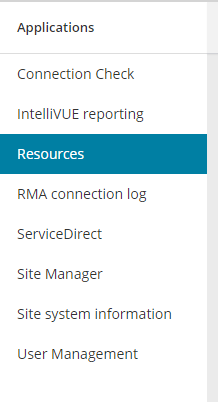 Applications
Connection Check
IntelliVUE reporting
Resources
RMA connection log
ServiceDirect
Site Manager
Site system information
User Management